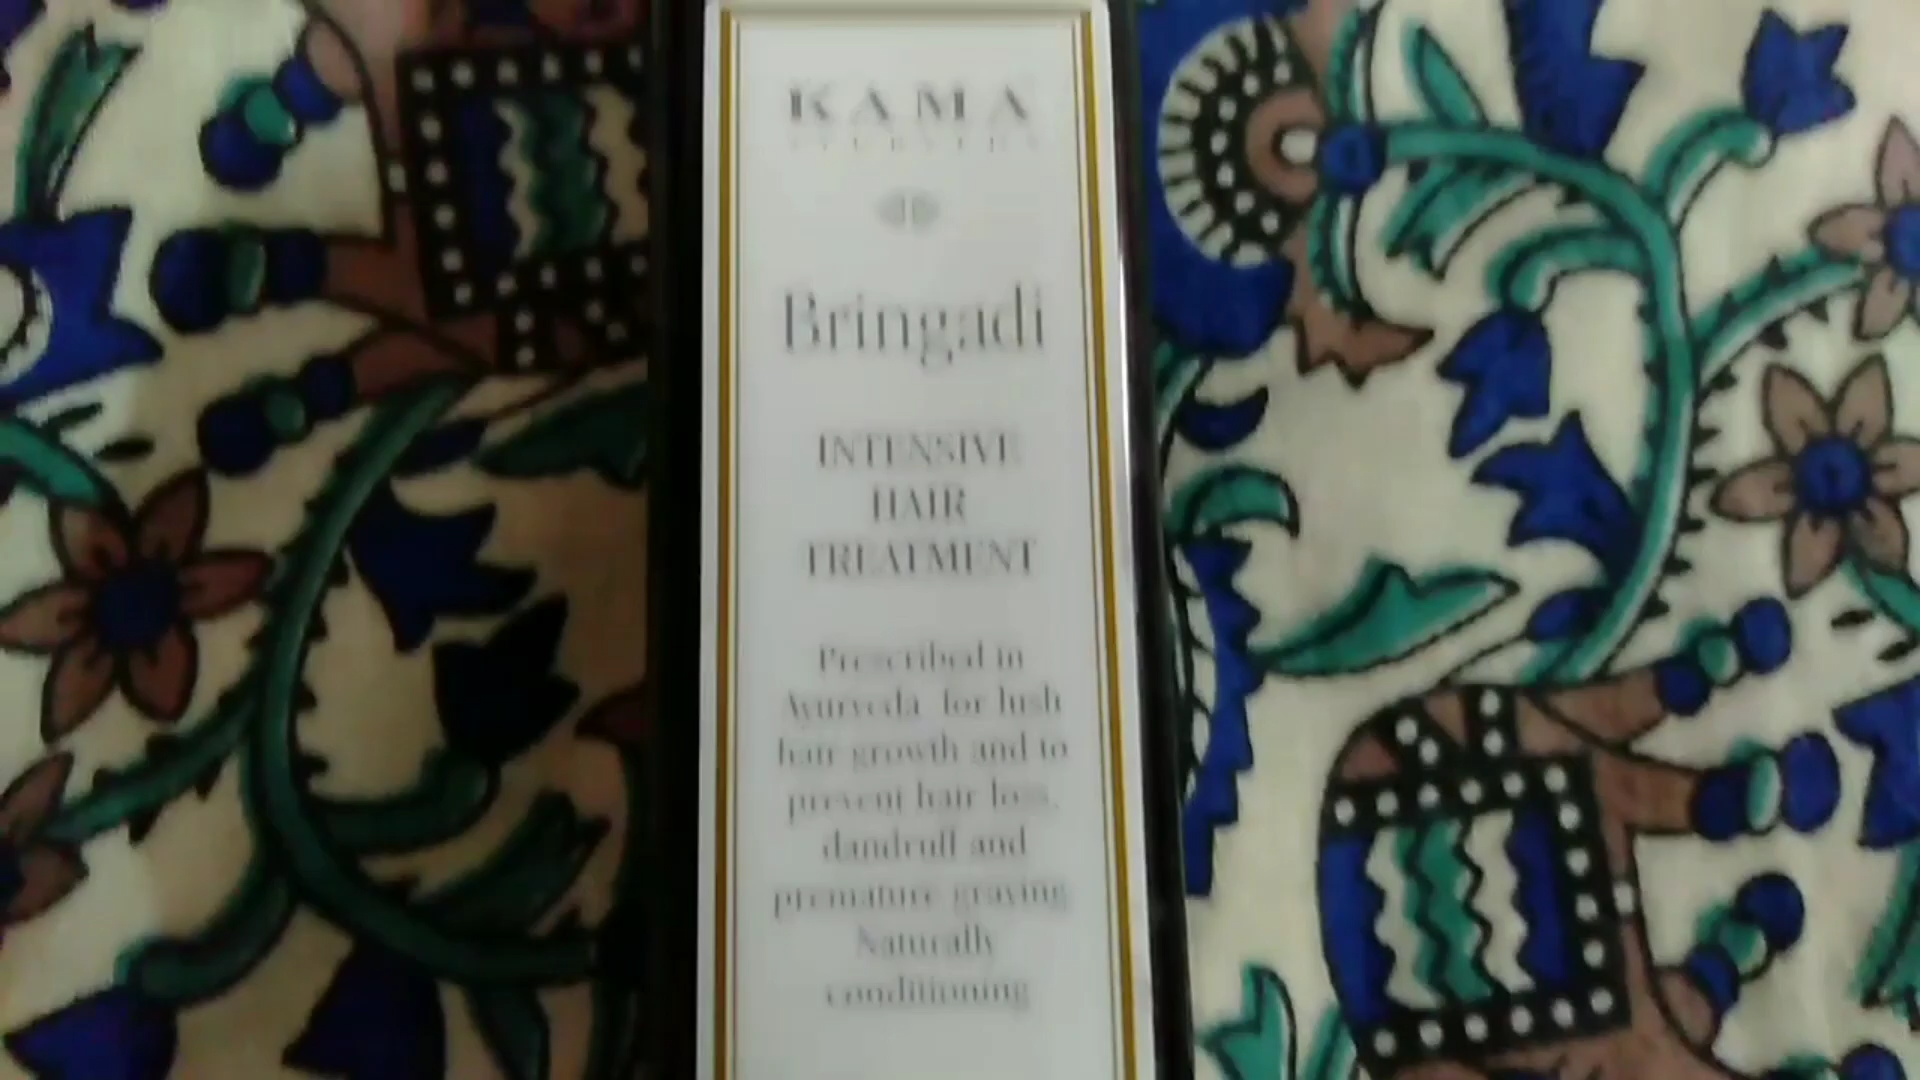 KAMA
AYURVEDA
Bringadi
INTENSIVE
HAIR
TREATMENT
Prescribed in
Ayurveda for lush
hair growth and to
prevent hair loss,
dandruff and
premature graying
Naturally
conditioning